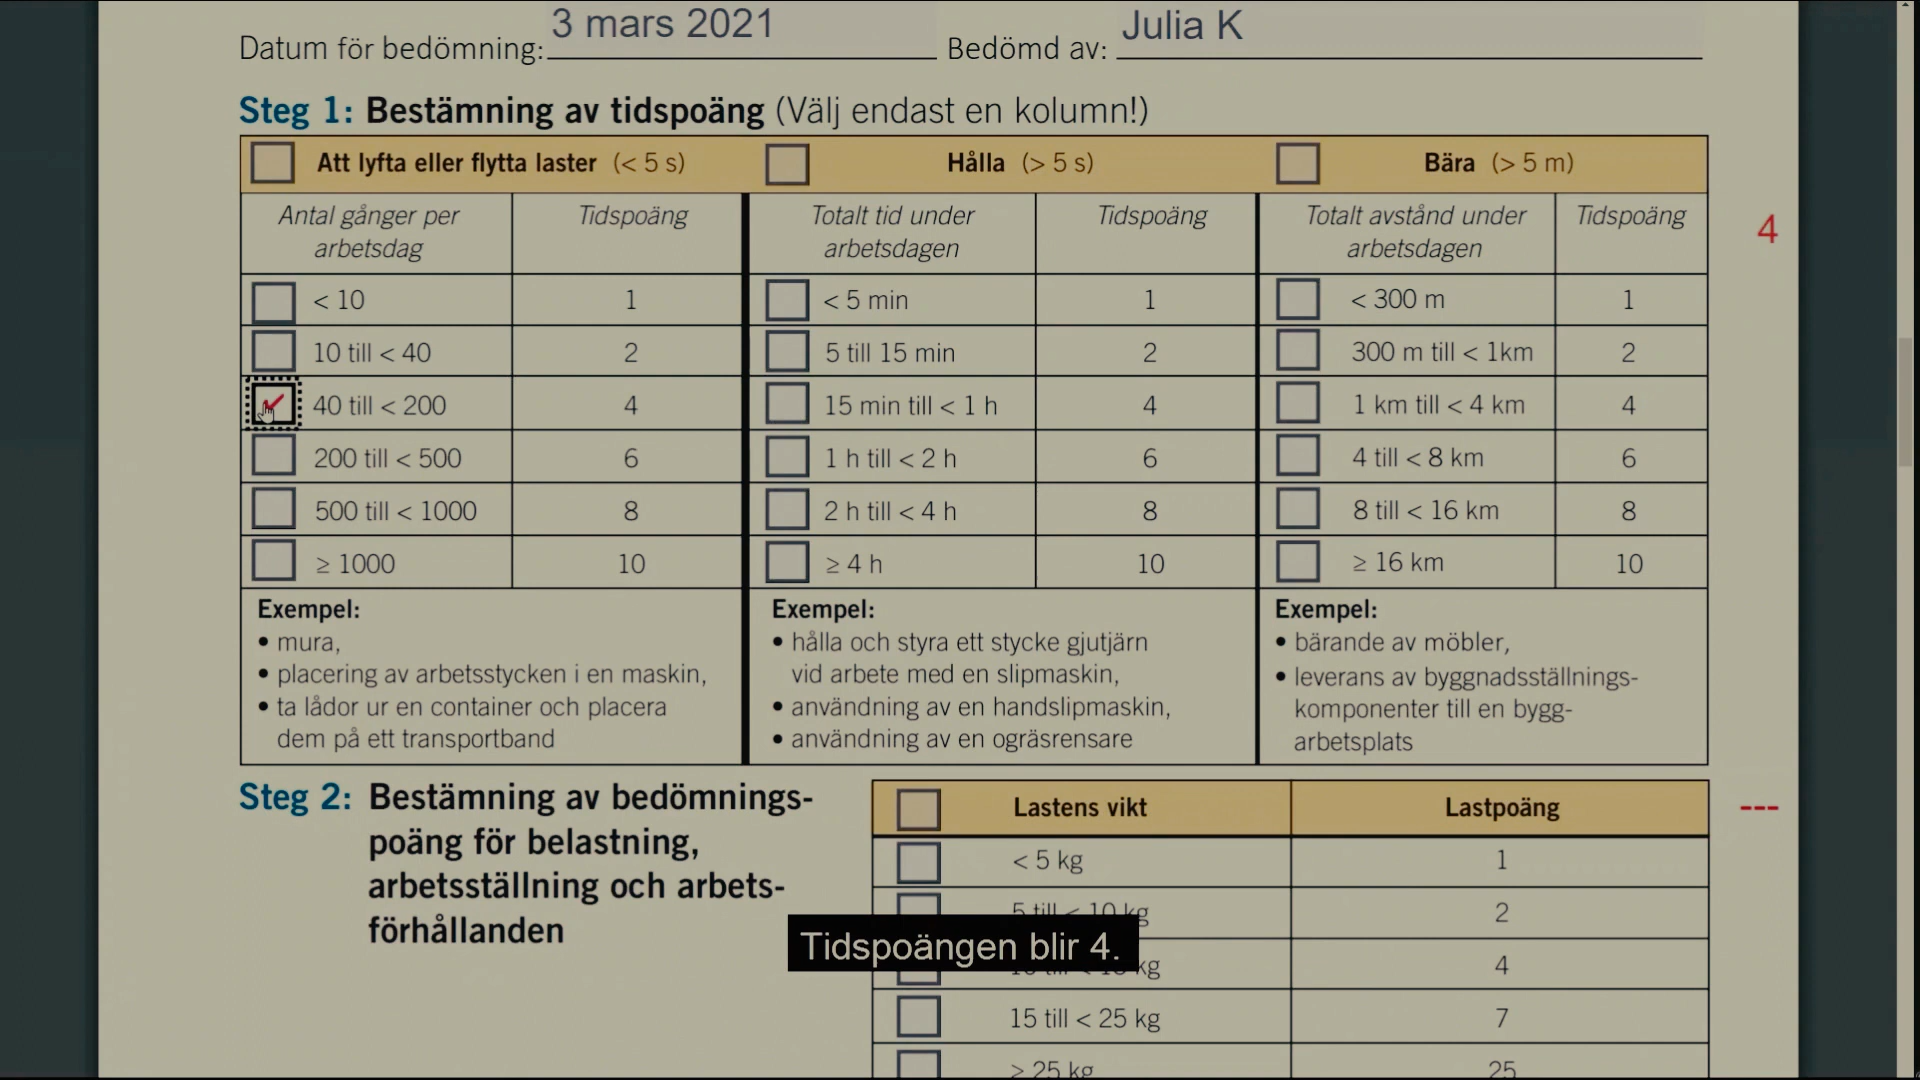 Datum för bedömning: 3 mars 2021 Bedömd av: Julia K
Steg 1: Bestämning av tidspoäng (Välj endast en kolumn!)
Att lyfta eller flytta laster (< 5 s) Hålla (> 5 s) Bära (> 5 m)
Antal gånger per arbetsdag Tidspoäng Totalt tid under arbetsdagen Tidspoäng Totalt avstånd under arbetsdagen Tidspoäng 4
< 10 1 < 5 min 1 < 300 m 1
10 till < 40 2 5 till 15 min 2 300 m till < 1km 2
40 till < 200 4 15 min till < 1 h 4 1 km till < 4 km 4
200 till < 500 6 1 h till < 2 h 6 4 till < 8 km 6
500 till < 1000 8 2 h till < 4 h 8 8 till < 16 km 8
≥ 1000 10 ≥ 4 h 10 ≥ 16 km 10
Exempel:
• mura,
• placering av arbetsstycken i en maskin,
• ta lådor ur en container och placera
dem på ett transportband
Exempel:
• hålla och styra ett stycke gjutjärn
vid arbete med en slipmaskin,
• användning av en handslipmaskin,
• användning av en ogräsrensare
Exempel:
• bärande av möbler,
• leverans av byggnadsställnings-
komponenter till en bygg-
arbetsplats
Steg 2: Bestämning av bedömnings-
poäng för belastning,
arbetsställning och arbets-
förhållanden
Lastens vikt Lastpoäng ---
< 5 kg 1
5 till < 10 kg 2
kg 4
15 till < 25 kg 7
> 25 kg 25
Tidspoängen blir 4.